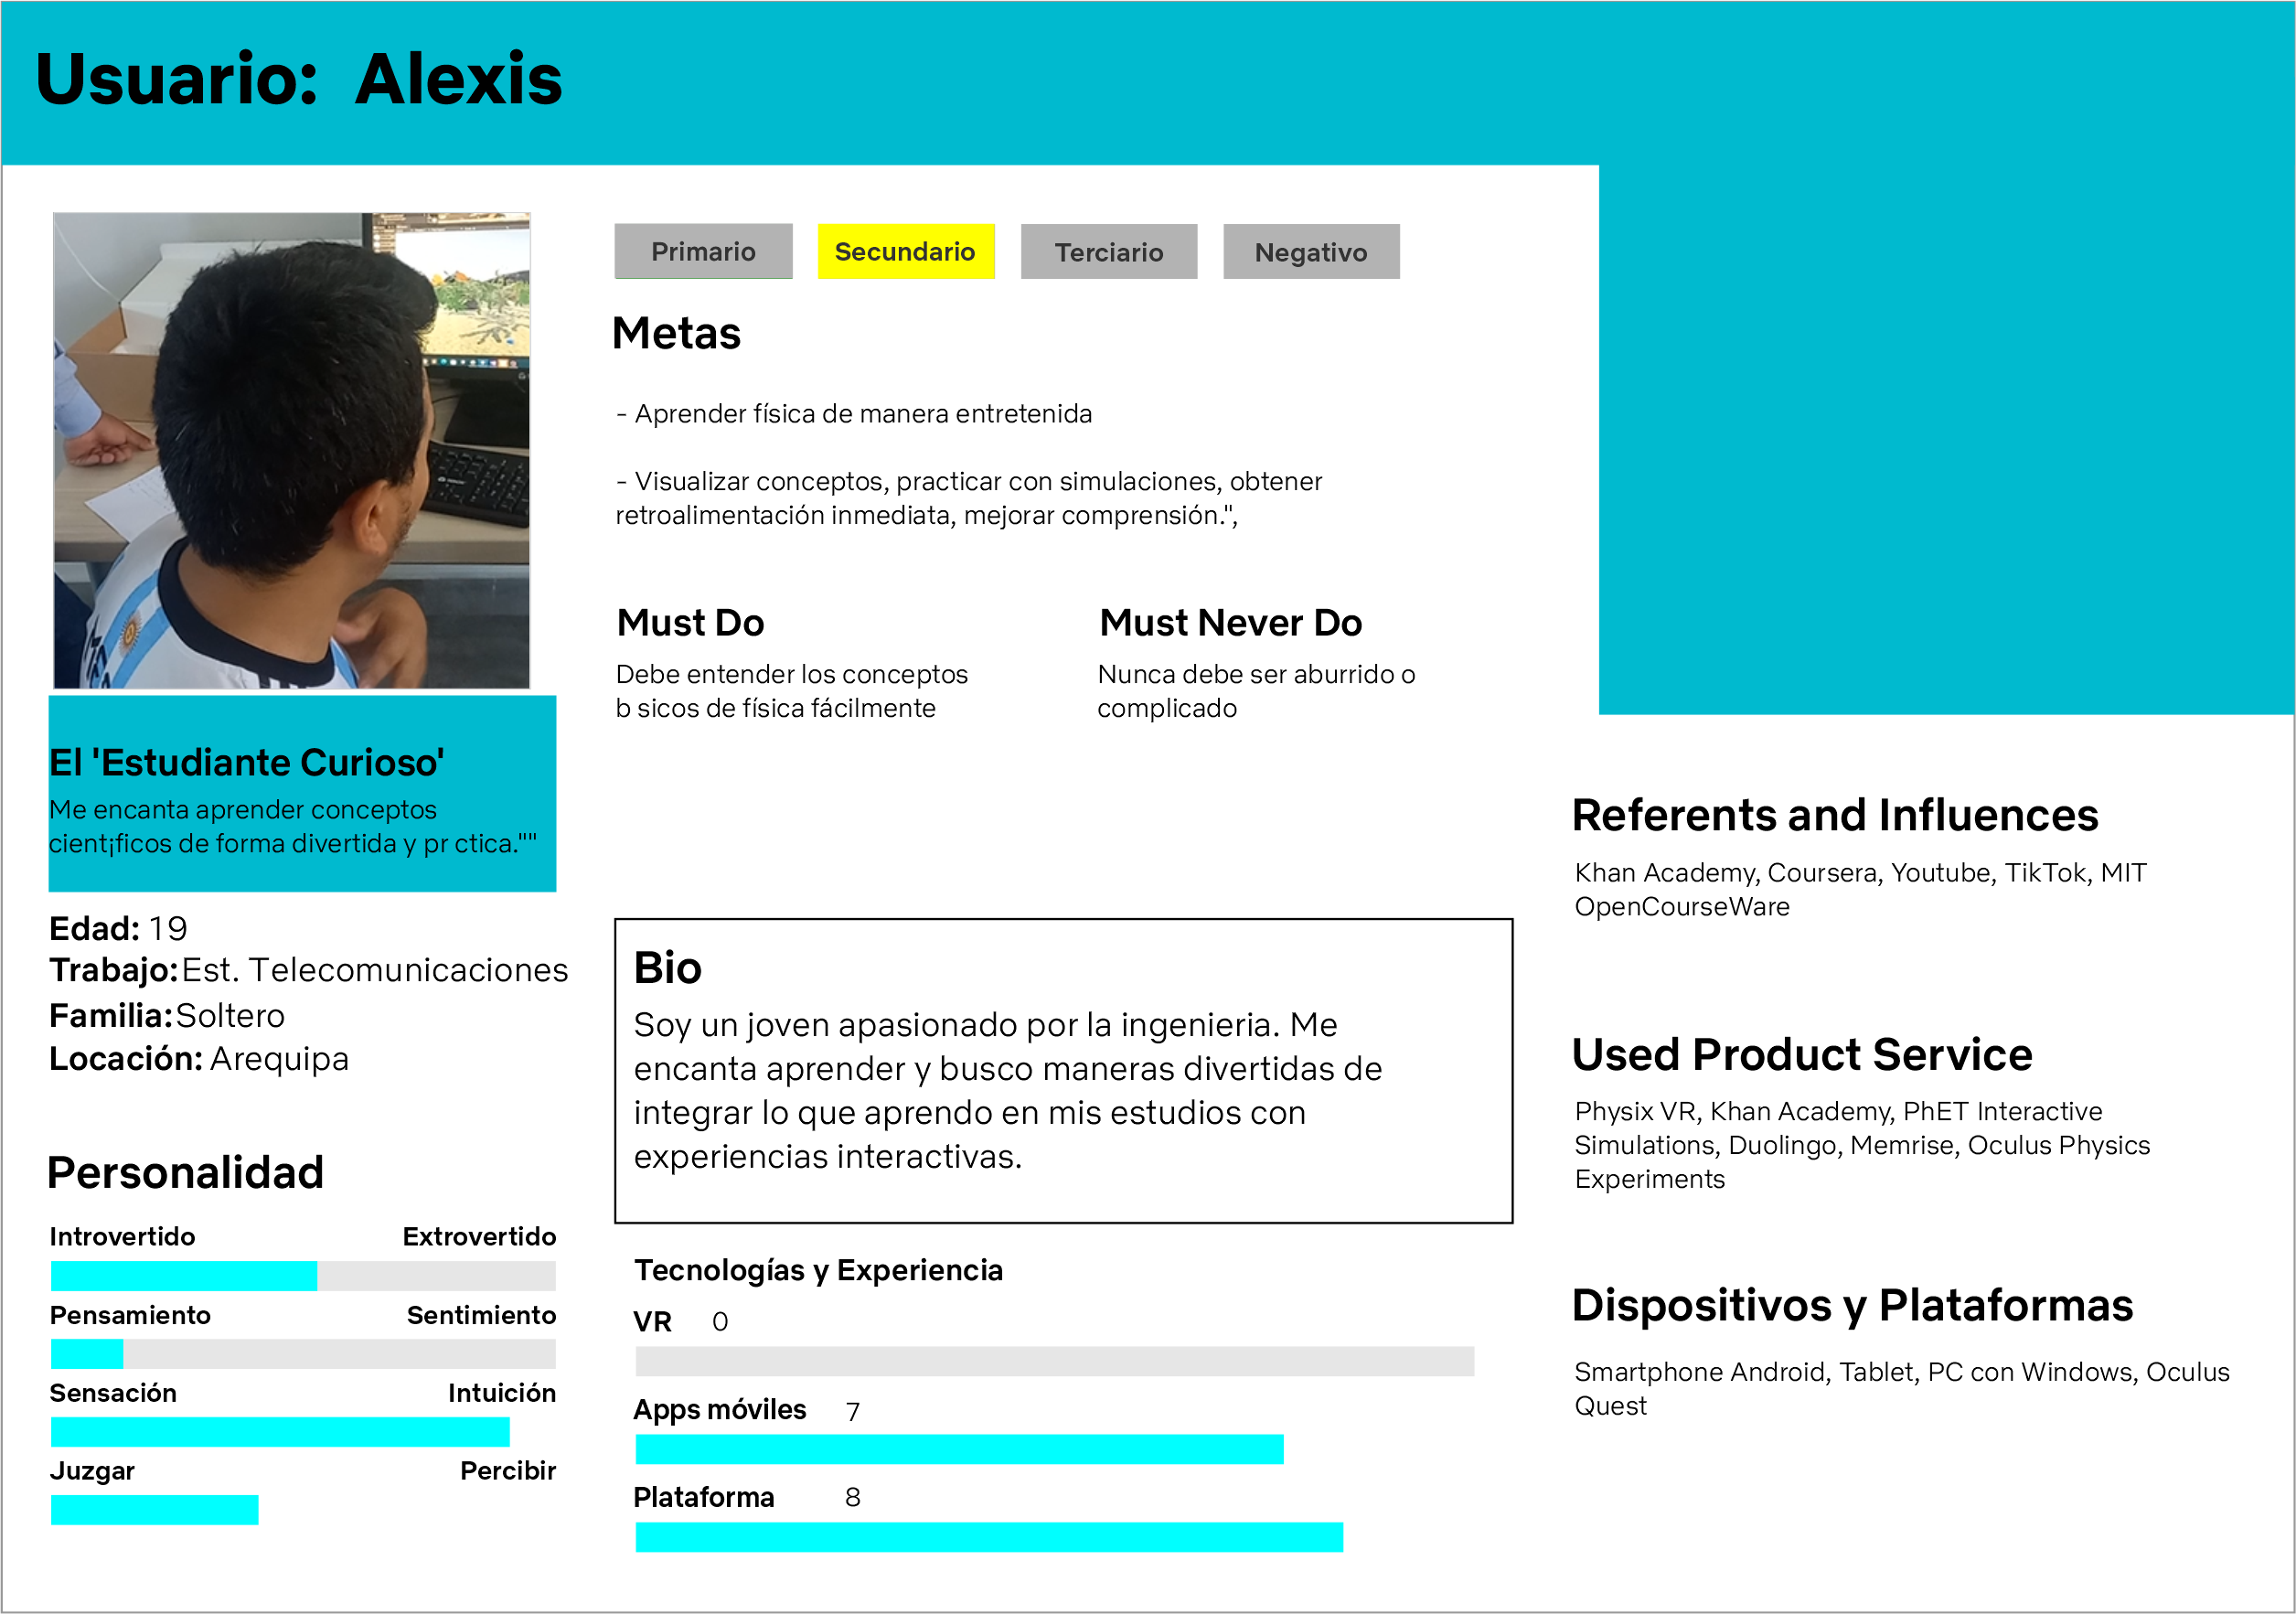 Usuario: Alexis
Primario
Secundario
Terciario
Negativo
Metas
- Aprender física de manera entretenida
- Visualizar conceptos, practicar con simulaciones, obtener
retroalimentación inmediata, mejorar comprensión.",
Must Do
Debe entender los conceptos
b sicos de física fácilmente
Must Never Do
Nunca debe ser aburrido o
complicado
El 'Estudiante Curioso'
Me encanta aprender conceptos
cient¡ficos de forma divertida y pr ctica.""
Edad: 19
Trabajo: Est. Telecomunicaciones
Familia: Soltero
Locación: Arequipa
Personalidad
Introvertido Extrovertido
Pensamiento Sentimiento
Sensación Intuición
Juzgar Percibir
Bio
Soy un joven apasionado por la ingenieria. Me
encanta aprender y busco maneras divertidas de
integrar lo que aprendo en mis estudios con
experiencias interactivas.
Tecnologías y Experiencia
VR 0
Apps móviles 7
Plataforma 8
Referents and Influences
Khan Academy, Coursera, Youtube, TikTok, MIT
OpenCourseWare
Used Product Service
Physix VR, Khan Academy, PhET Interactive
Simulations, Duolingo, Memrise, Oculus Physics
Experiments
Dispositivos y Plataformas
Smartphone Android, Tablet, PC con Windows, Oculus
Quest